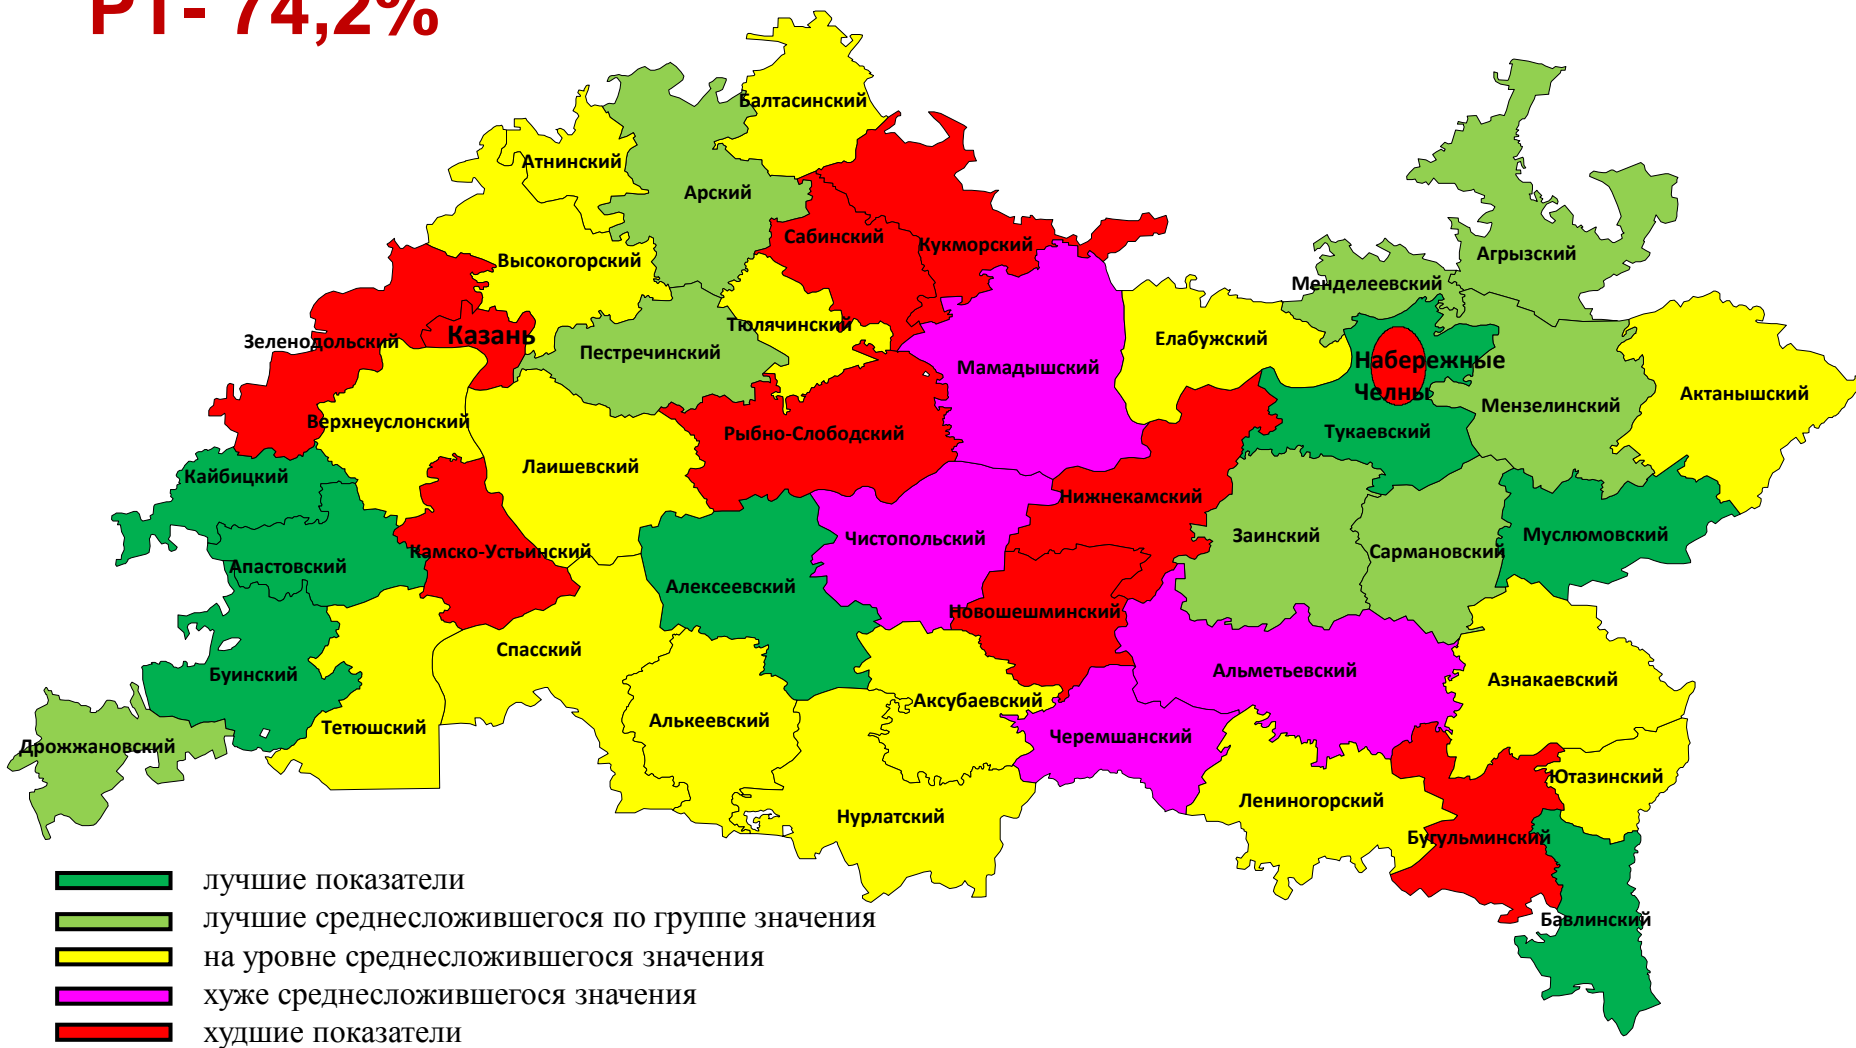 РТ- 74,2%
Балтасинский
Атнинский
Арский
Сабинский
Кукморский
Высокогорский
Агрызский
Менделеевский
Тюлячинский
Казань
Зеленодольский
Пестречинский
Елабужский
Мамадышский
Набережные
Челны
Актанышский
Мензелинский
Верхнеуслонский
Рыбно-Слободский
Тукаевский
Лаишевский
Кайбицкий
Нижнекамский
Чистопольский
Заинский
Муслюмовский
Камско-Устьинский
Сармановский
Апастовский
Алексеевский
Новошешминский
Спасский
Буинский
Альметьевский
Азнакаевский
Аксубаевский
Алькеевский
Тетюшский
Черемшанский
Дрожжановский
Ютазинский
Лениногорский
Нурлатский
Бугульминский
Бавлинский
лучшие показатели
лучшие среднесложившегося по группе значения
на уровне среднесложившегося значения
хуже среднесложившегося значения
худшие показатели